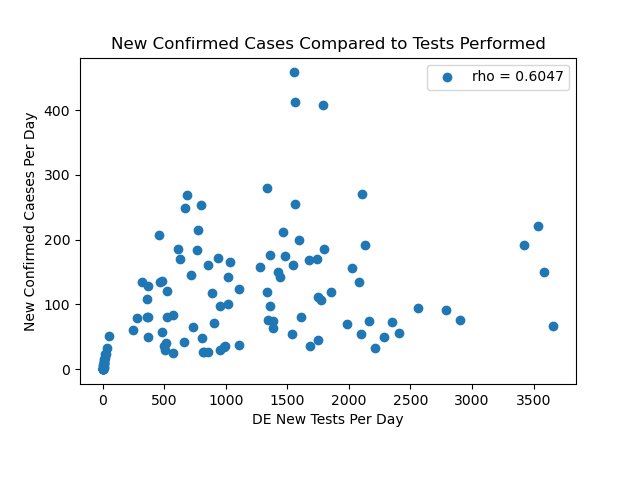 New Confirmed Cases Compared to Tests Performed
rho = 0.6047
New Confirmed Caeses Per Day
400
300
200
100
0
0 500 1000 1500 2000 2500 3000 3500
DE New Tests Per Day